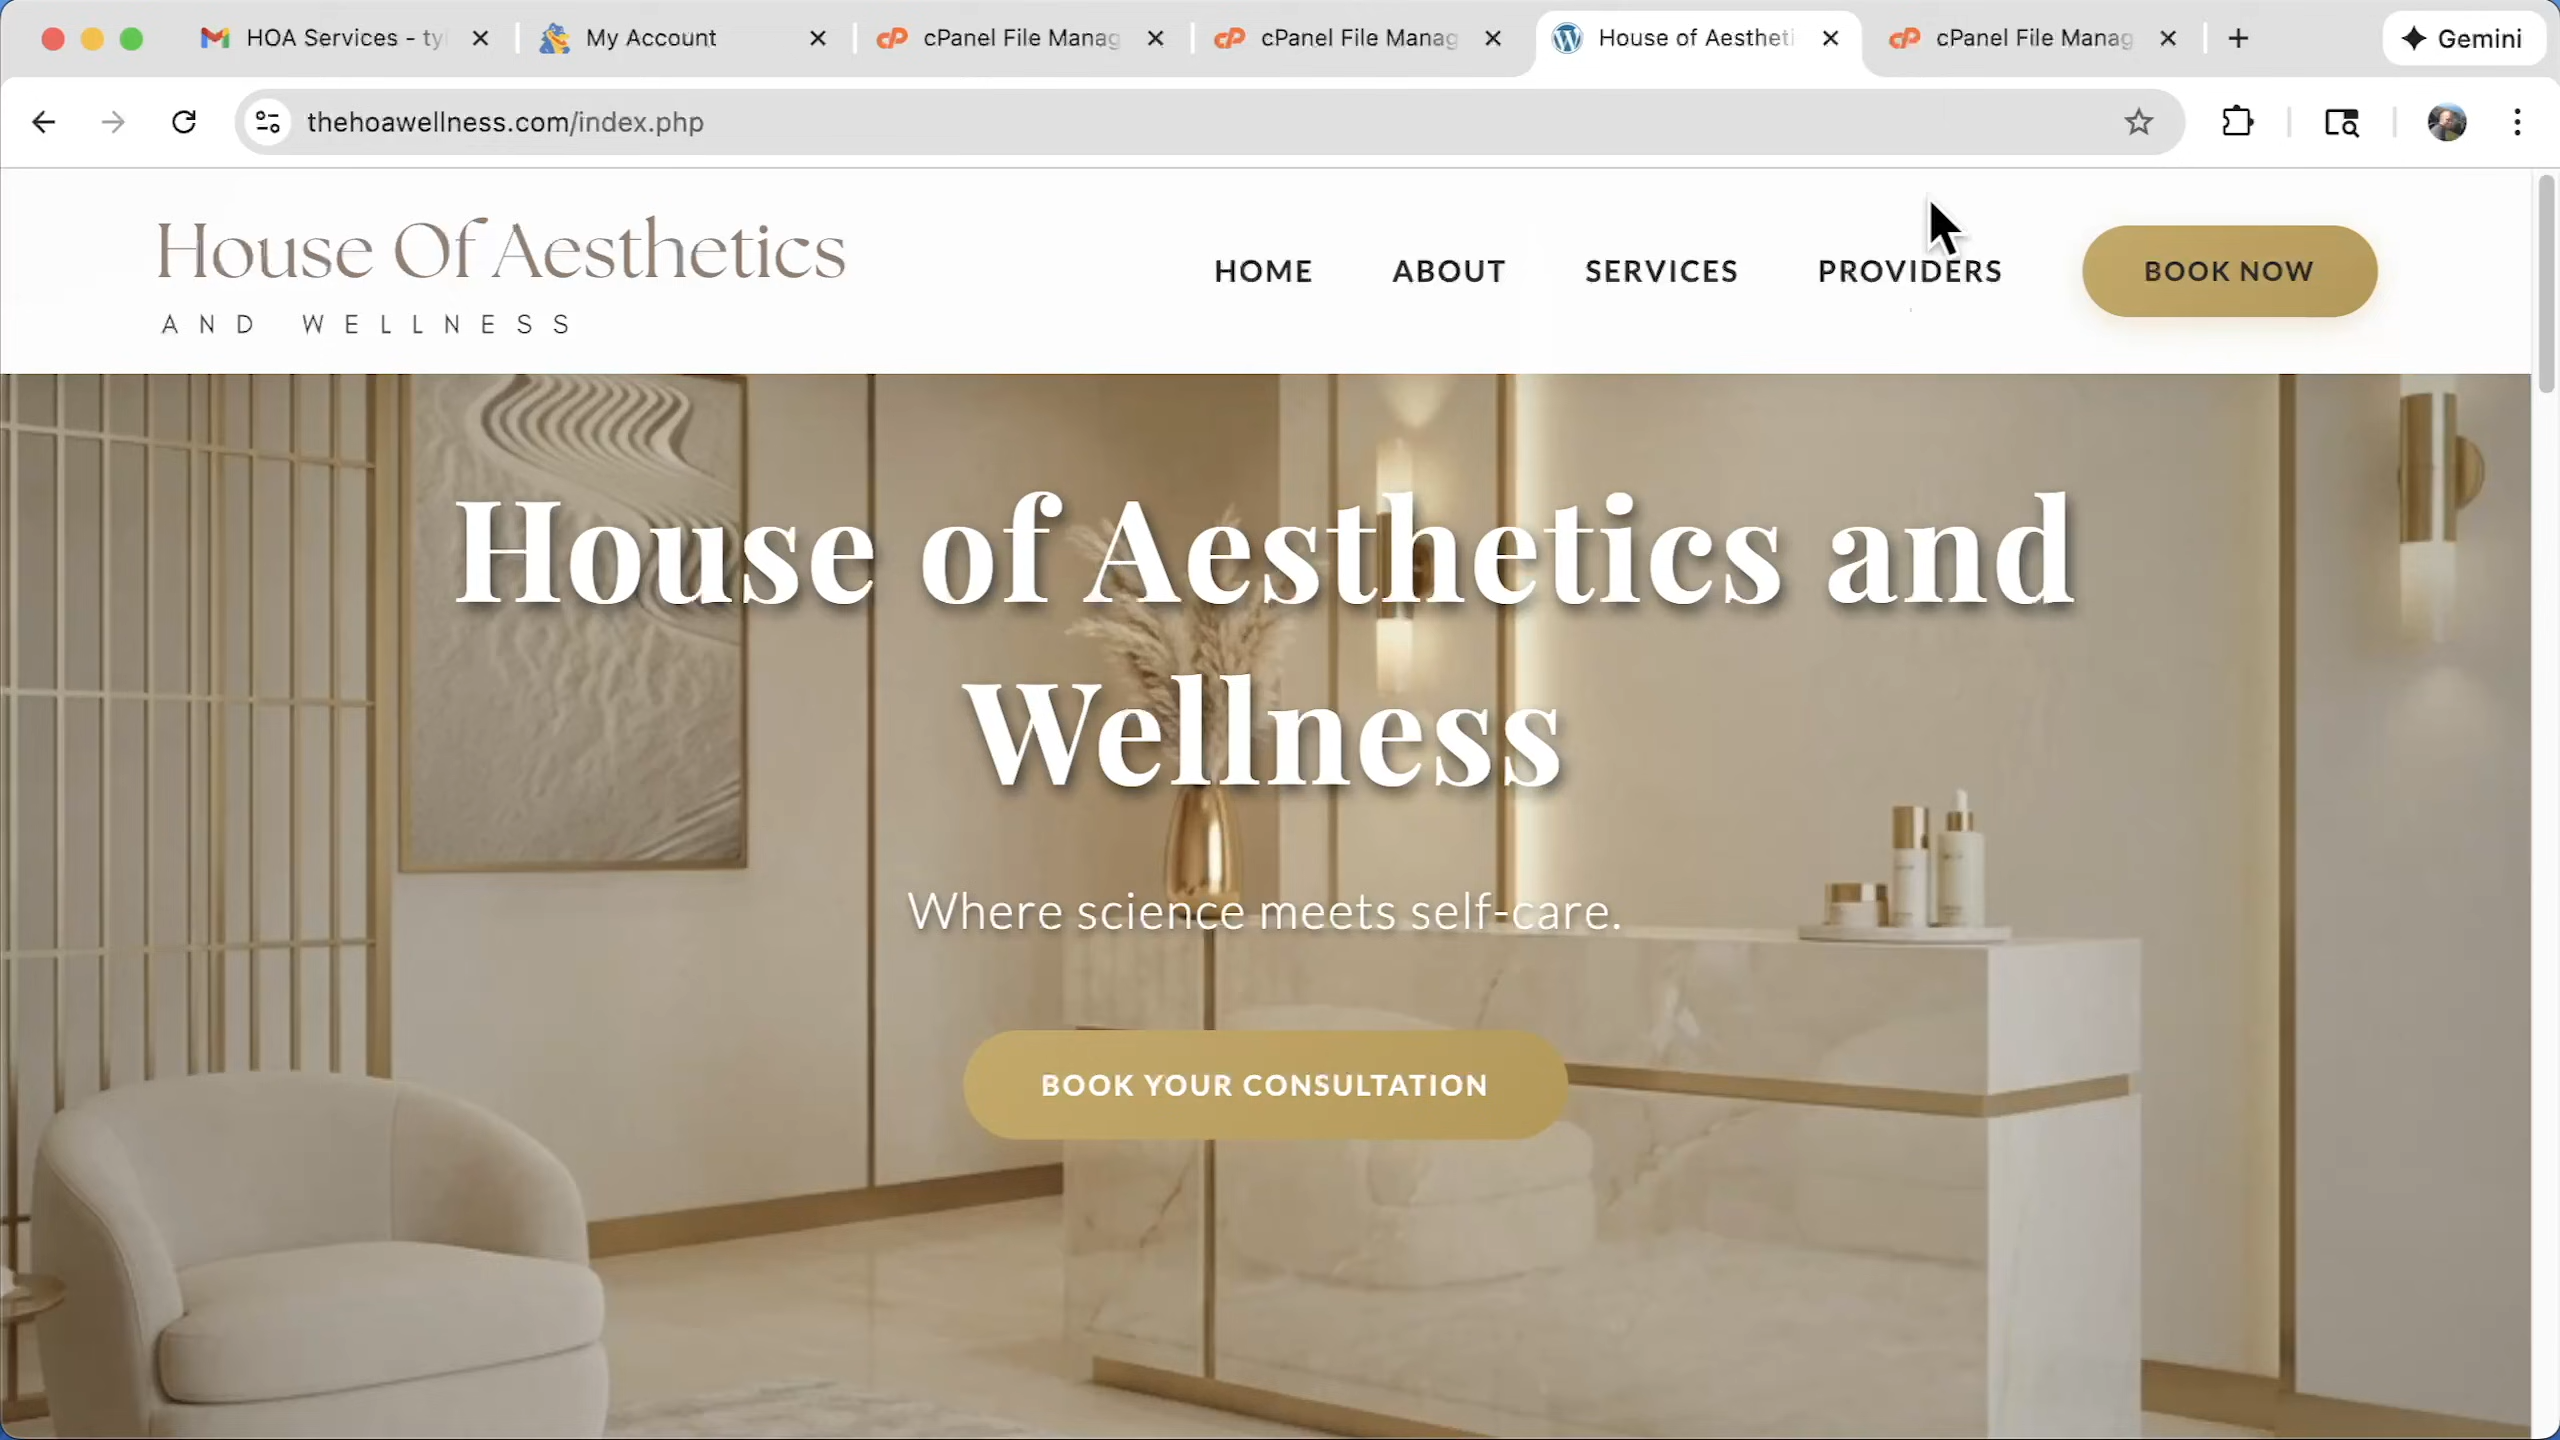 HOA Services - ty
My Account
cPanel File Manag
cPanel File Manag
House of Aestheti
cPanel File Manag
Gemini
thehoawellness.com/index.php
House Of Aesthetics
AND WELLNESS
HOME
ABOUT
SERVICES
PROVIDERS
BOOK NOW
House of Aesthetics and
Wellness
Where science meets self-care.
BOOK YOUR CONSULTATION